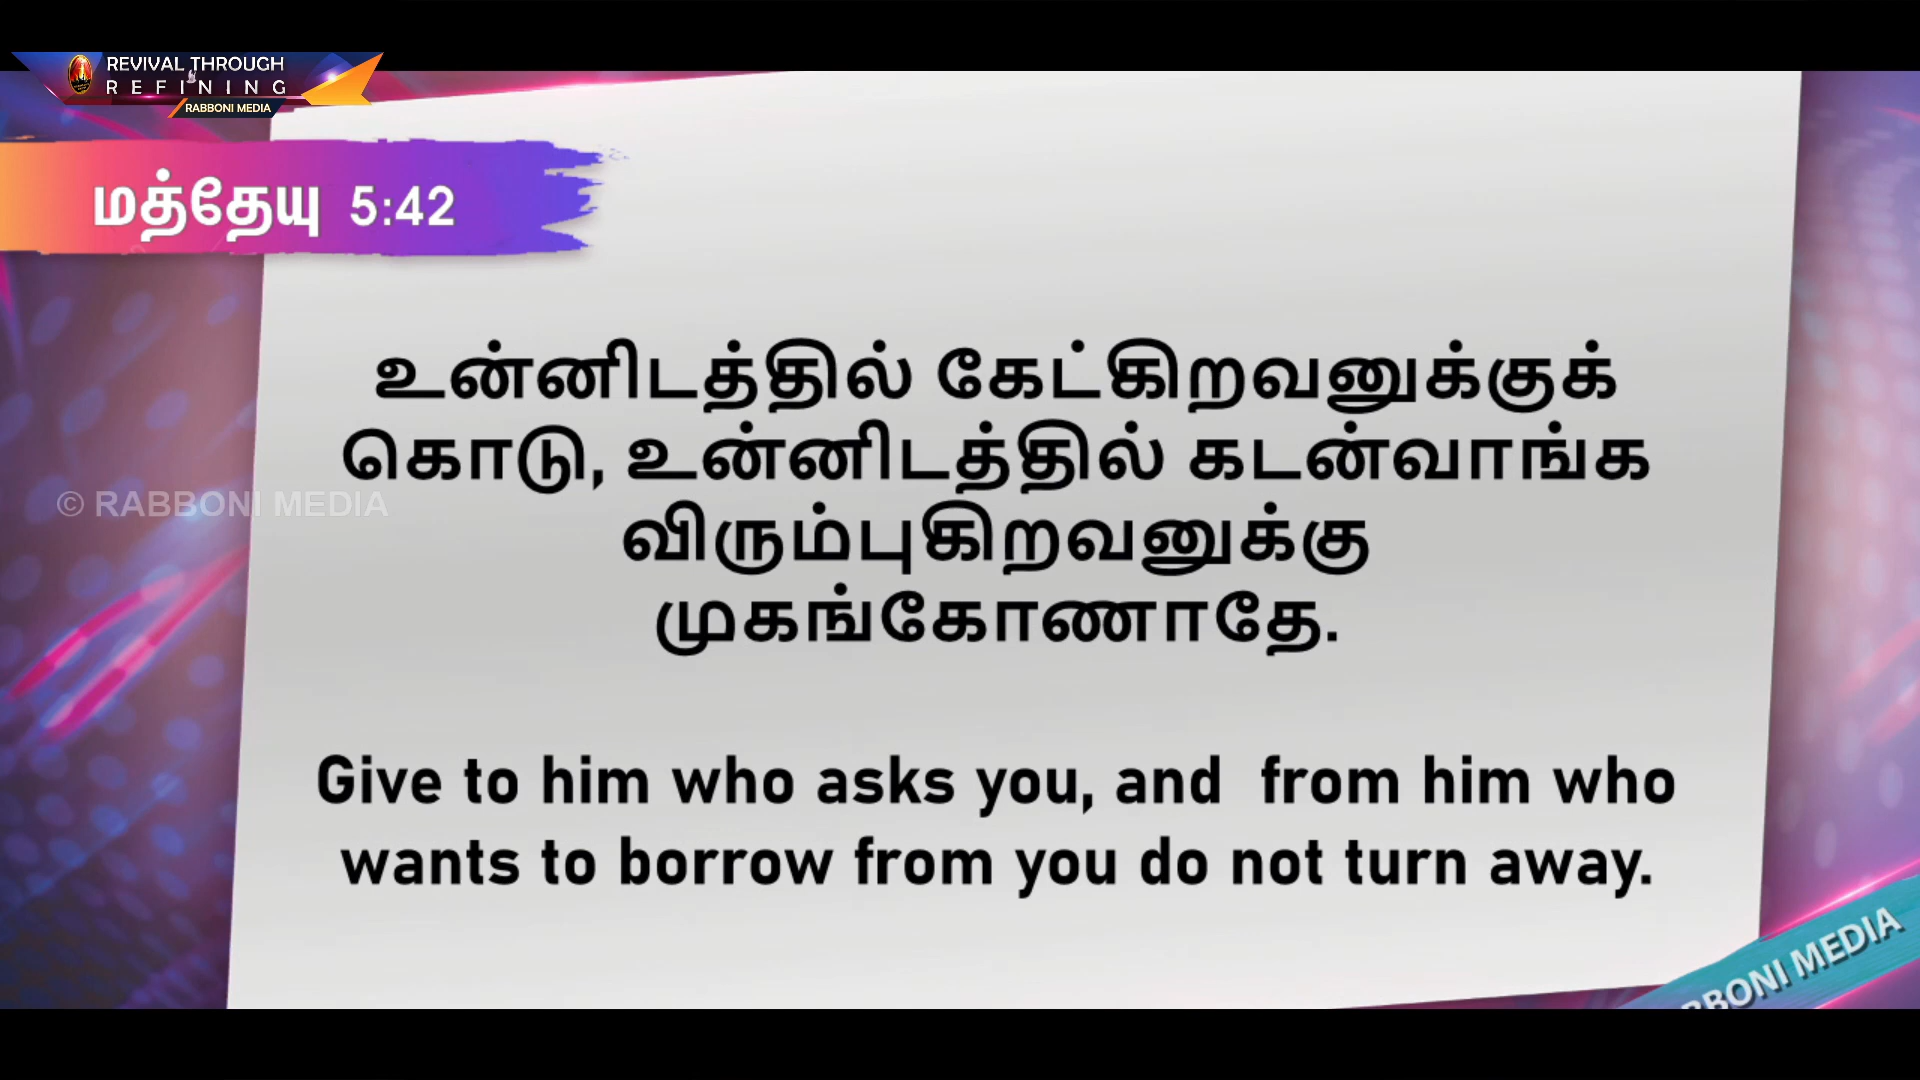 REVIVAL THROUGH
REFINING
RABBONI MEDIA
மத்தேயு 5:42
உன்னிடத்தில் கேட்கிறவனுக்குக்
கொடு, உன்னிடத்தில் கடன்வாங்க
விரும்புகிறவனுக்கு
முகங்கோணாதே.
© RABBONI MEDIA
Give to him who asks you, and from him who
wants to borrow from you do not turn away.
BBONI MEDIA